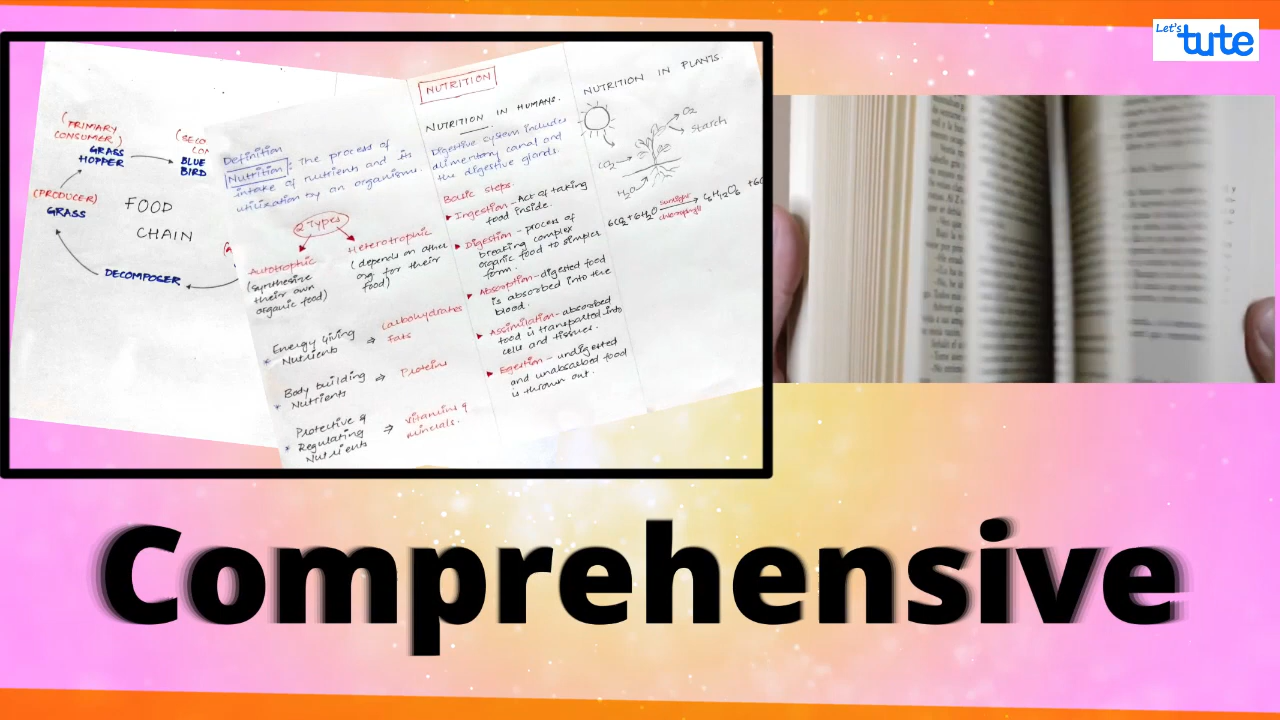 Let's
tute
(PRIMARY
CONSUMER)
GRASS
HOPPER
BLUE
BIRD
(PRODUCER)
GRASS
FOOD
CHAIN
DECOMPOSER
Definition
Nutrition : The process of
intake of nutrients and its
utilization by an organisms.
2 Types
Autotrophic
(synthesize
their own
organic food)
Heterotrophic
(depends on other
org. for their
food)
* Energy giving
Nutrients ⇒ Carbohydrates
Fats
* Body building
Nutrients ⇒ Proteins
* Protective &
Regulating
Nutrients ⇒ Vitamins &
minerals.
NUTRITION
NUTRITION IN HUMANS.
Digestive system includes
alimentary canal and
the digestive glands.
Basic steps.
Ingestion - Act of taking
food inside.
Digestion - process of
breaking complex
organic food to simpler
form.
Absorption - digested food
is absorbed into the
blood.
Assimilation - absorbed
food is transported into
cells and tissues.
Egestion - undigested
and unabsorbed food
is thrown out.
NUTRITION IN PLANTS.
O2
Starch
CO2
H2O
6CO2 + 6H2O sunlight chlorophyll C6H12O6 + 6O
Comprehensive